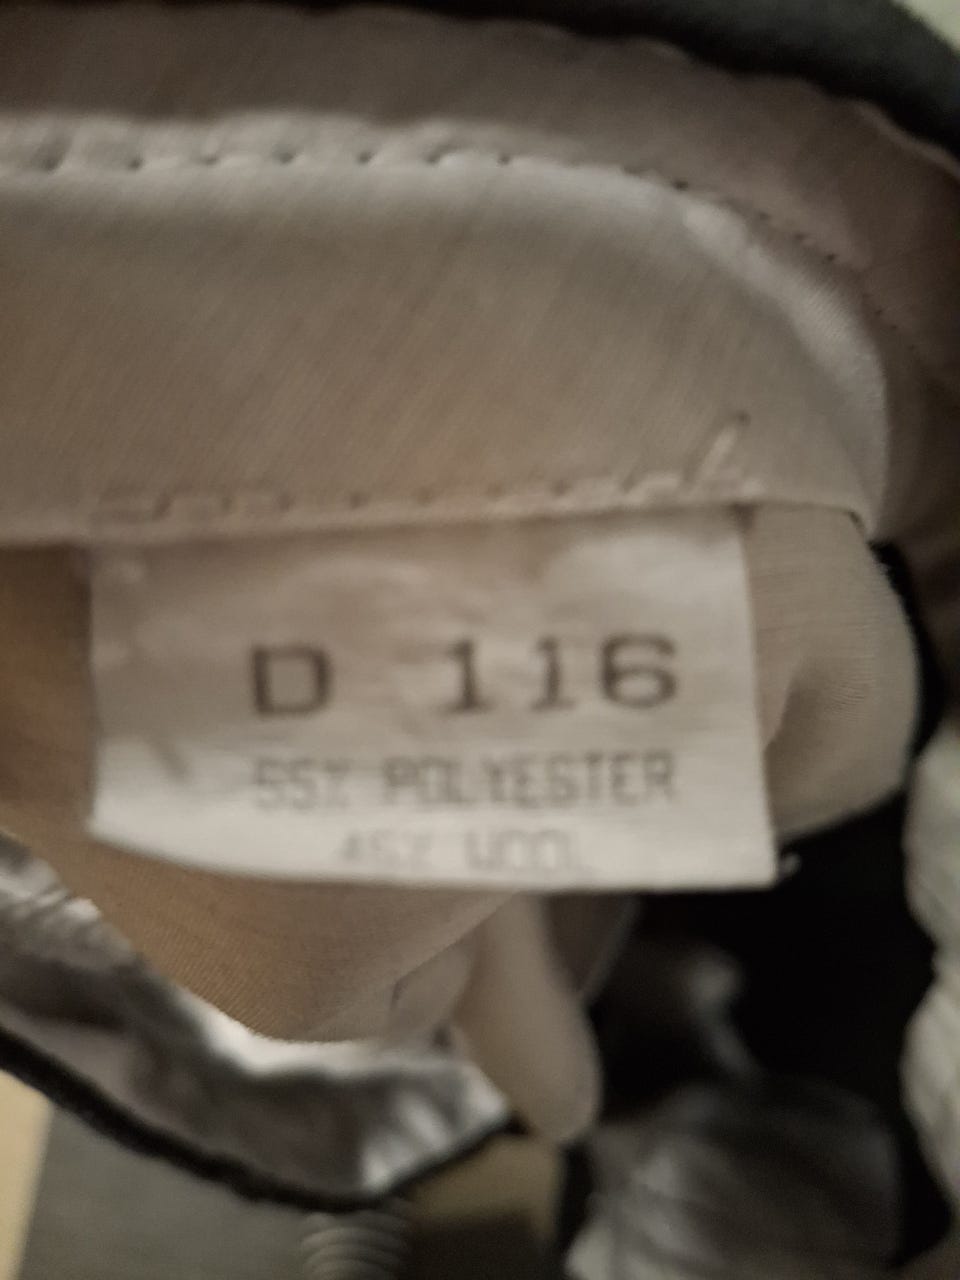 D 116
55% POLYESTER
45% WOOL